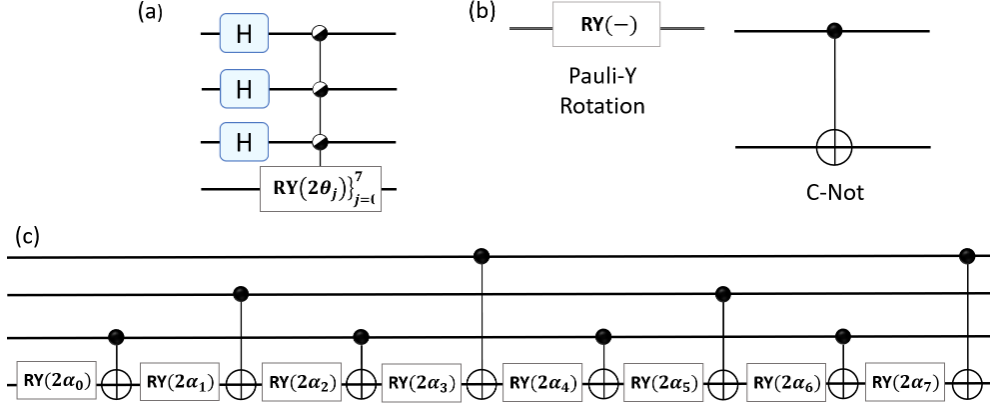 (a)
H
H
H
RY(2θⱼ)}⁷ⱼ₌₍
(b)
RY(−)
Pauli-Y
Rotation
C-Not
(c)
RY(2α₀) RY(2α₁) RY(2α₂) RY(2α₃) RY(2α₄) RY(2α₅) RY(2α₆) RY(2α₇)